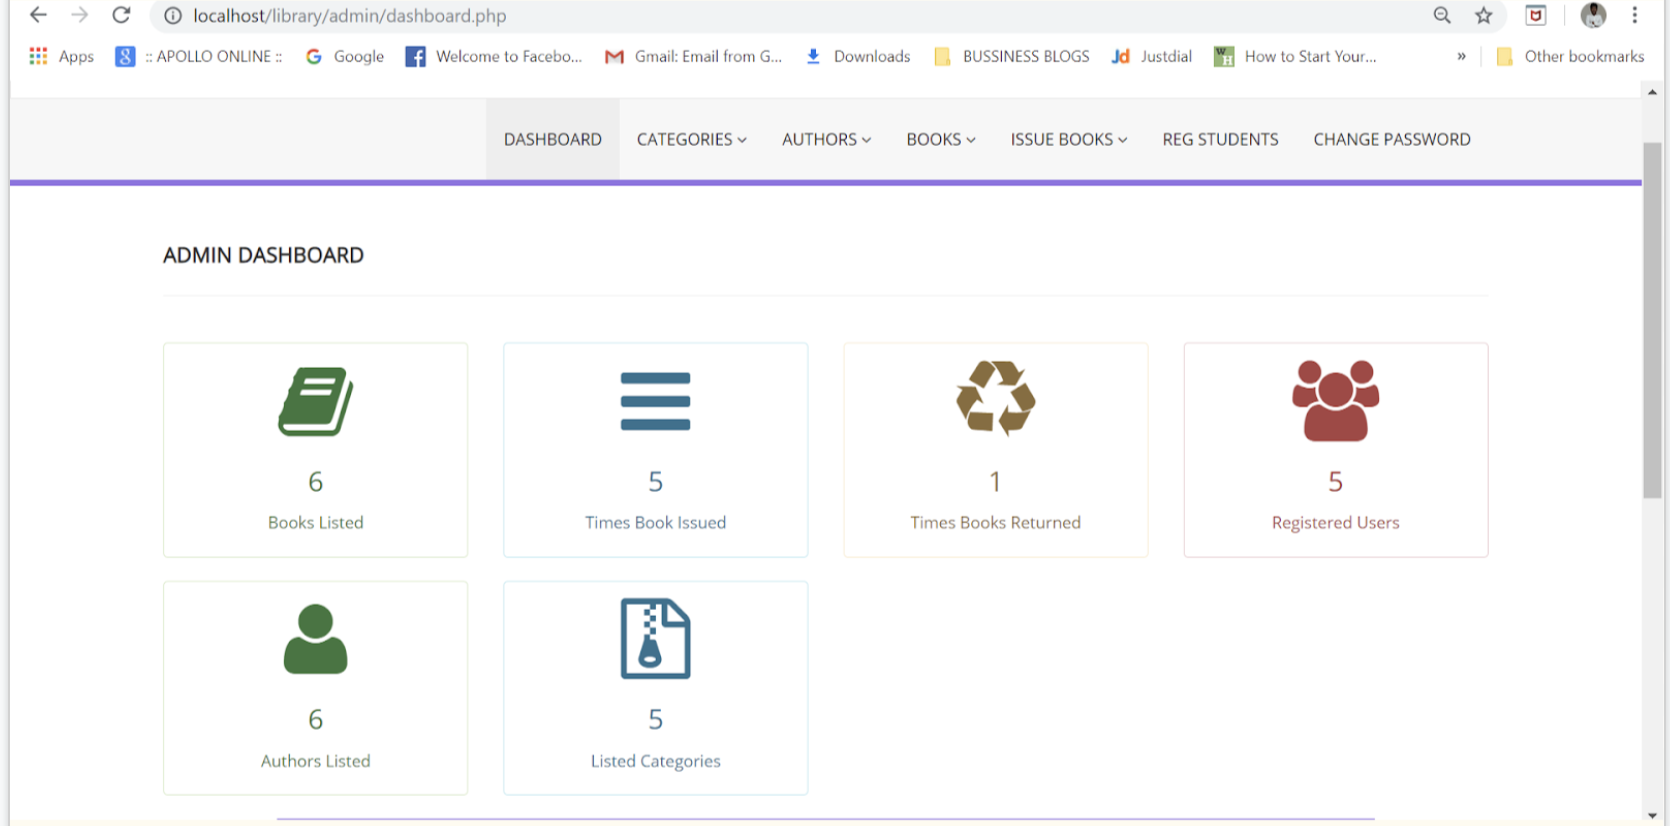 localhost/library/admin/dashboard.php
Apps :: APOLLO ONLINE :: Google Welcome to Facebo... Gmail: Email from G... Downloads BUSSINESS BLOGS Jd Justdial How to Start Your... » Other bookmarks
DASHBOARD CATEGORIES AUTHORS BOOKS ISSUE BOOKS REG STUDENTS CHANGE PASSWORD
ADMIN DASHBOARD
6 5 1 5
Books Listed Times Book Issued Times Books Returned Registered Users
6 5
Authors Listed Listed Categories